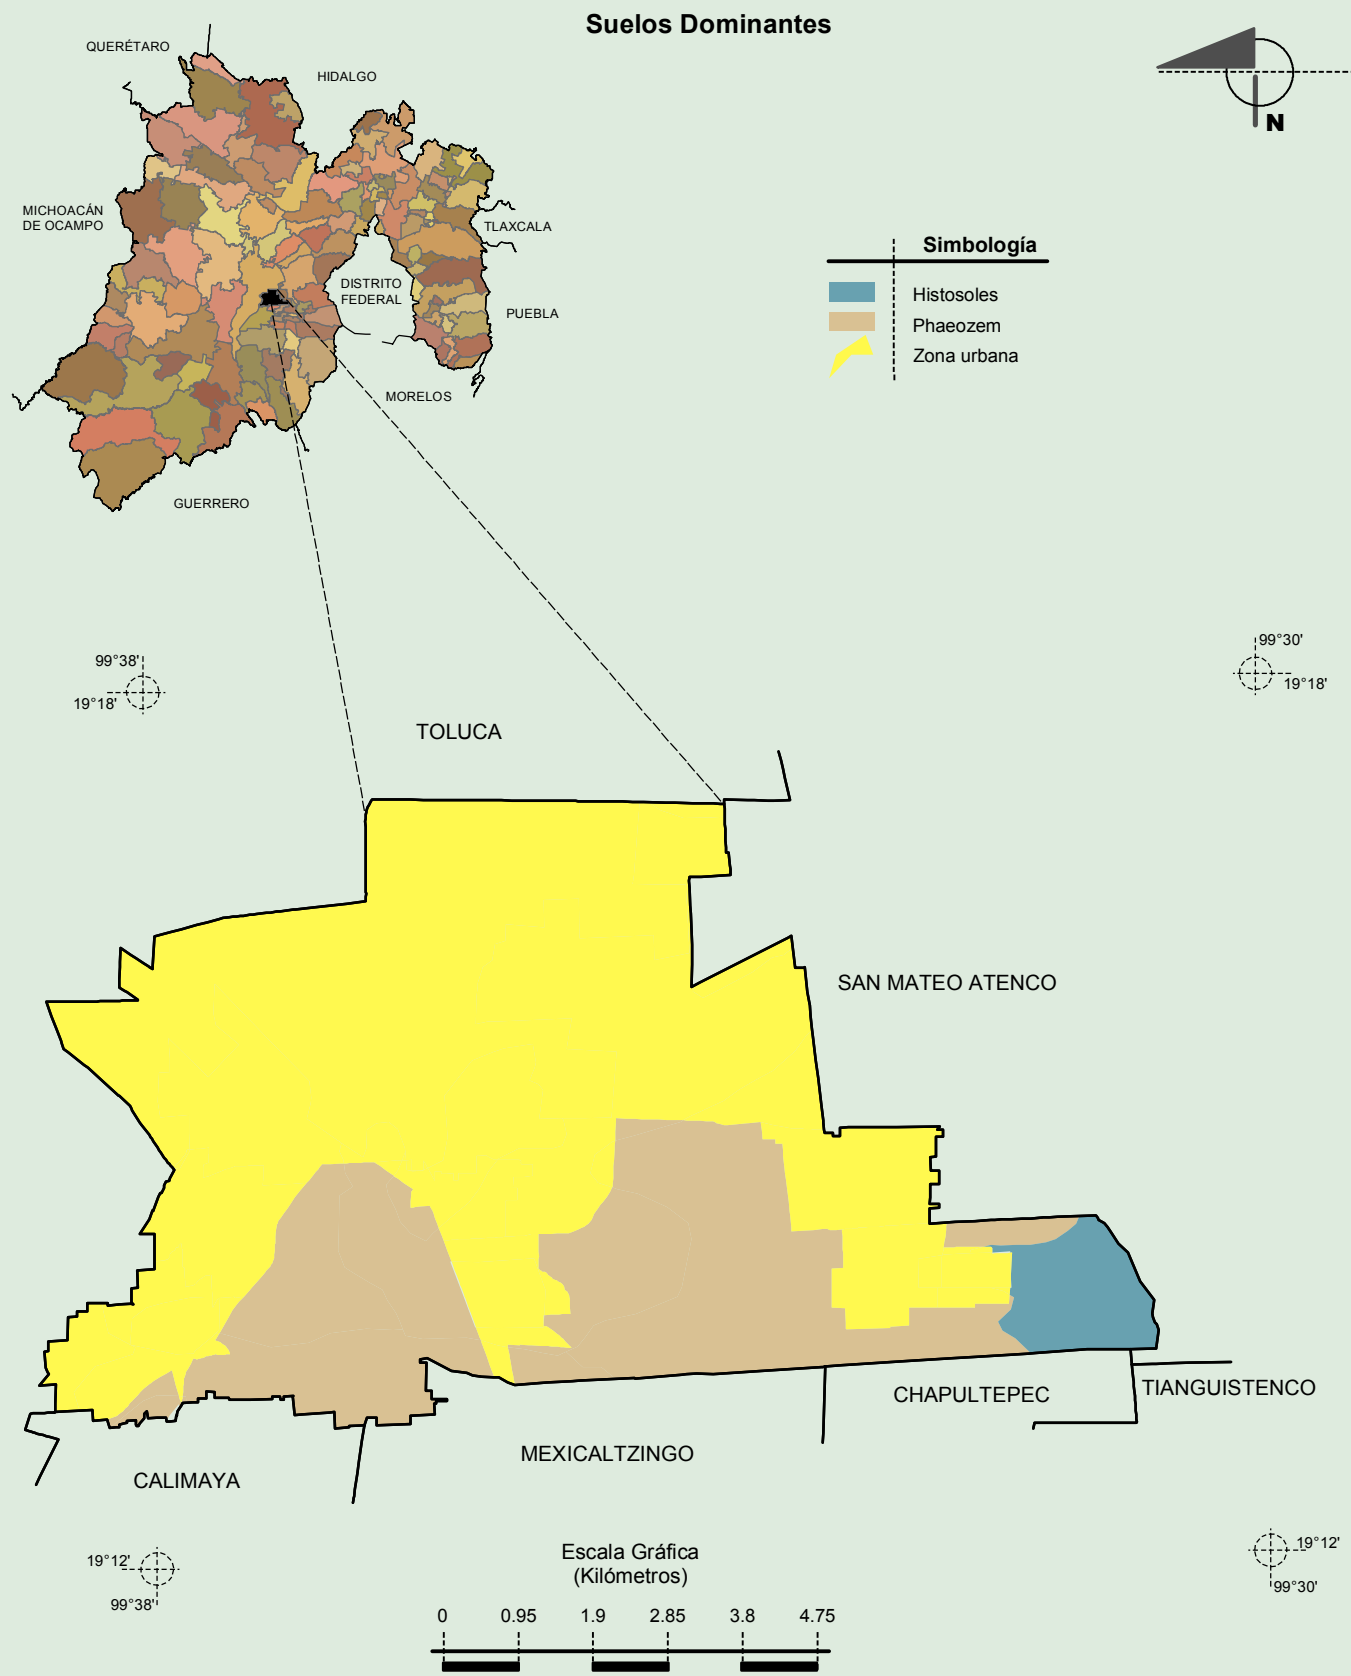 Suelos Dominantes
QUERÉTARO
HIDALGO
N
MICHOACÁN
DE OCAMPO
TLAXCALA
DISTRITO
FEDERAL
PUEBLA
MORELOS
GUERRERO
Simbología
Histosoles
Phaeozem
Zona urbana
99°38'
19°18'
99°30'
19°18'
TOLUCA
SAN MATEO ATENCO
CHAPULTEPEC
TIANGUISTENCO
MEXICALTZINGO
CALIMAYA
19°12'
99°38'
19°12'
99°30'
Escala Gráfica
(Kilómetros)
0 0.95 1.9 2.85 3.8 4.75